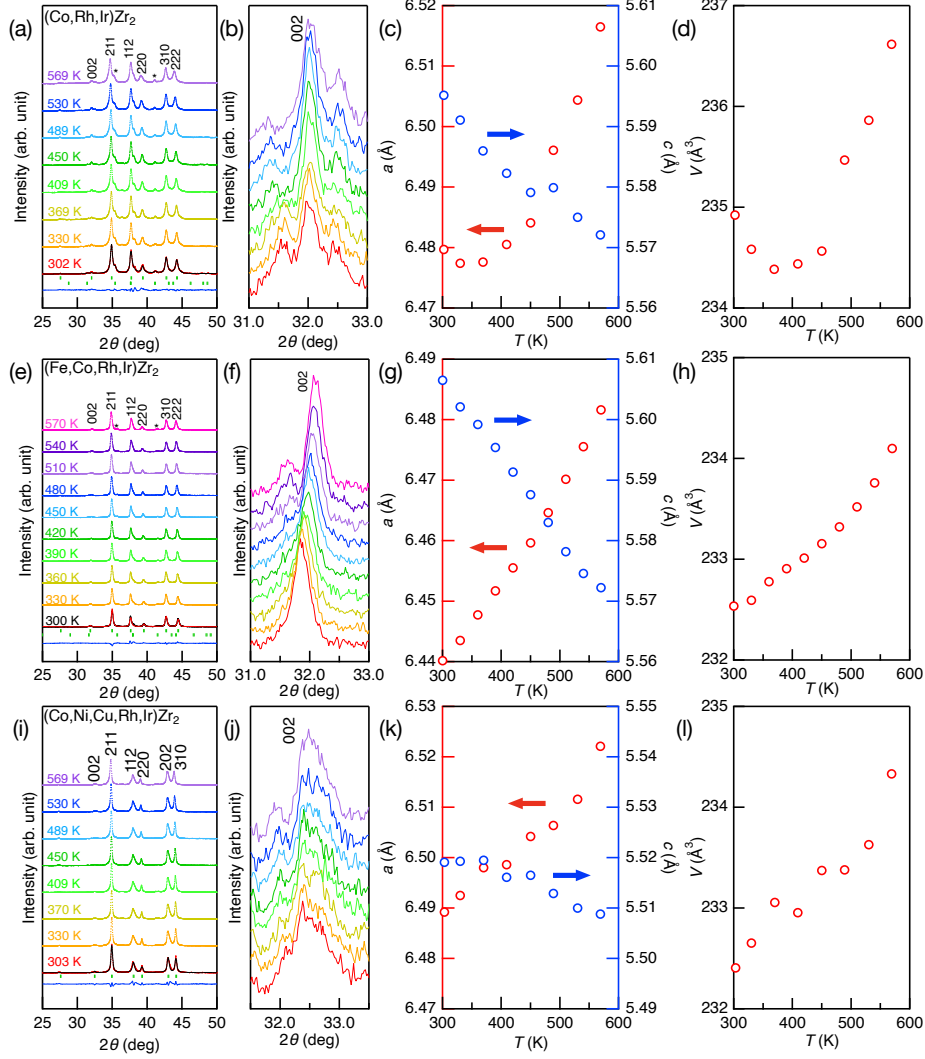 (a) (Co,Rh,Ir)Zr2
Intensity (arb. unit)
002 211 * 112 220 * 310 222
569 K
530 K
489 K
450 K
409 K
369 K
330 K
302 K
25 30 35 40 45 50
2θ (deg)
(b)
Intensity (arb. unit)
002
31.0 32.0 33.0
2θ (deg)
(c)
a (Å)
6.52
6.51
6.50
6.49
6.48
6.47
c (Å)
5.61
5.60
5.59
5.58
5.57
5.56
300 400 500 600
T (K)
(d)
V (Å3)
237
236
235
234
300 400 500 600
T (K)
(e) (Fe,Co,Rh,Ir)Zr2
Intensity (arb. unit)
002 211 * 112 220 * 310 222
570 K
540 K
510 K
480 K
450 K
420 K
390 K
360 K
330 K
300 K
25 30 35 40 45 50
2θ (deg)
(f)
Intensity (arb. unit)
002
31.0 32.0 33.0
2θ (deg)
(g)
a (Å)
6.49
6.48
6.47
6.46
6.45
6.44
c (Å)
5.61
5.60
5.59
5.58
5.57
5.56
300 400 500 600
T (K)
(h)
V (Å3)
235
234
233
232
300 400 500 600
T (K)
(i) (Co,Ni,Cu,Rh,Ir)Zr2
Intensity (arb. unit)
002 211 112 220 202 310
569 K
530 K
489 K
450 K
409 K
370 K
330 K
303 K
25 30 35 40 45 50
2θ (deg)
(j)
Intensity (arb. unit)
002
32.0 33.0
2θ (deg)
(k)
a (Å)
6.53
6.52
6.51
6.50
6.49
6.48
6.47
c (Å)
5.55
5.54
5.53
5.52
5.51
5.50
5.49
300 400 500 600
T (K)
(l)
V (Å3)
235
234
233
232
300 400 500 600
T (K)